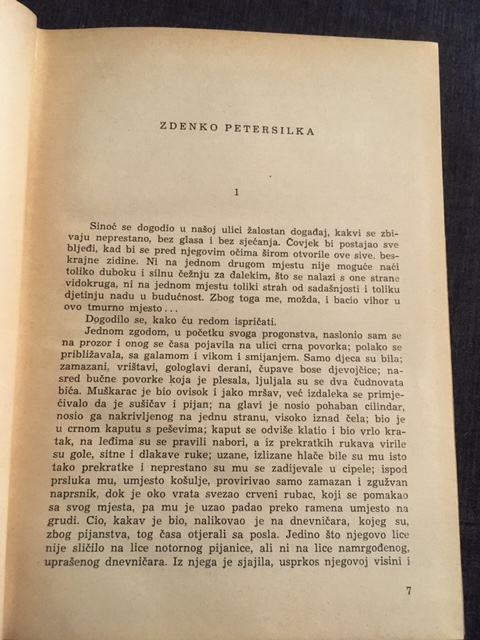 ZDENKO PETERSILKA
1
Sinoć se dogodio u našoj ulici žalostan događaj, kakvi se zbi-
vaju neprestano, bez glasa i bez sjećanja. Čovjek bi postajao sve
bljeđi, kad bi se pred njegovim očima širom otvorile ove sive, bes-
krajne zidine. Ni na jednom drugom mjestu nije moguće naći
toliko duboku i silnu čežnju za dalekim, što se nalazi s one strane
vidokruga, ni na jednom mjestu toliki strah od sadašnjosti i toliku
djetinju nadu u budućnost. Zbog toga me, možda, i bacio vihor u
ovo tmurno mjesto ...
Dogodilo se, kako ću redom ispričati.
Jednom zgodom, u početku svoga progonstva, naslonio sam se
na prozor i onog se časa pojavila na ulici crna povorka; polako se
približavala, sa galamom i vikom i smijanjem. Samo djeca su bila;
zamazani, vrištavi, gologlavi derani, čupave bose djevojčice; na-
sred bučne povorke koja je plesala, ljuljala su se dva čudnovata
bića. Muškarac je bio ovisok i jako mršav, već izdaleka se primje-
ćivalo da je sušičav i pijan; na glavi je nosio pohaban cilindar,
nosio ga nakrivljenog na jednu stranu, visoko iznad čela; bio je
u crnom kaputu s peševima; kaput se odviše klatio i bio vrlo kra-
tak, na leđima su se pravili nabori, a iz prekratkih rukava virile
su gole, sitne i dlakave ruke; uzane, izlizane hlače bile su mu isto
tako prekratke i neprestano su mu se zadijevale u cipele; ispod
prsluka mu, umjesto košulje, provirivao samo zamazan i zgužvan
naprsnik, dok je oko vrata svezao crveni rubac, koji se pomakao
sa svog mjesta, pa mu je uzao padao preko ramena umjesto na
grudi. Cio, kakav je bio, nalikovao je na dnevničara, kojeg su,
zbog pijanstva, tog časa otjerali sa posla. Jedino što njegovo lice
nije sličilo na lice notornog pijanice, ali ni na lice namrgođenog,
uprašenog dnevničara. Iz njega je sjajila, usprkos njegovoj visini i
7